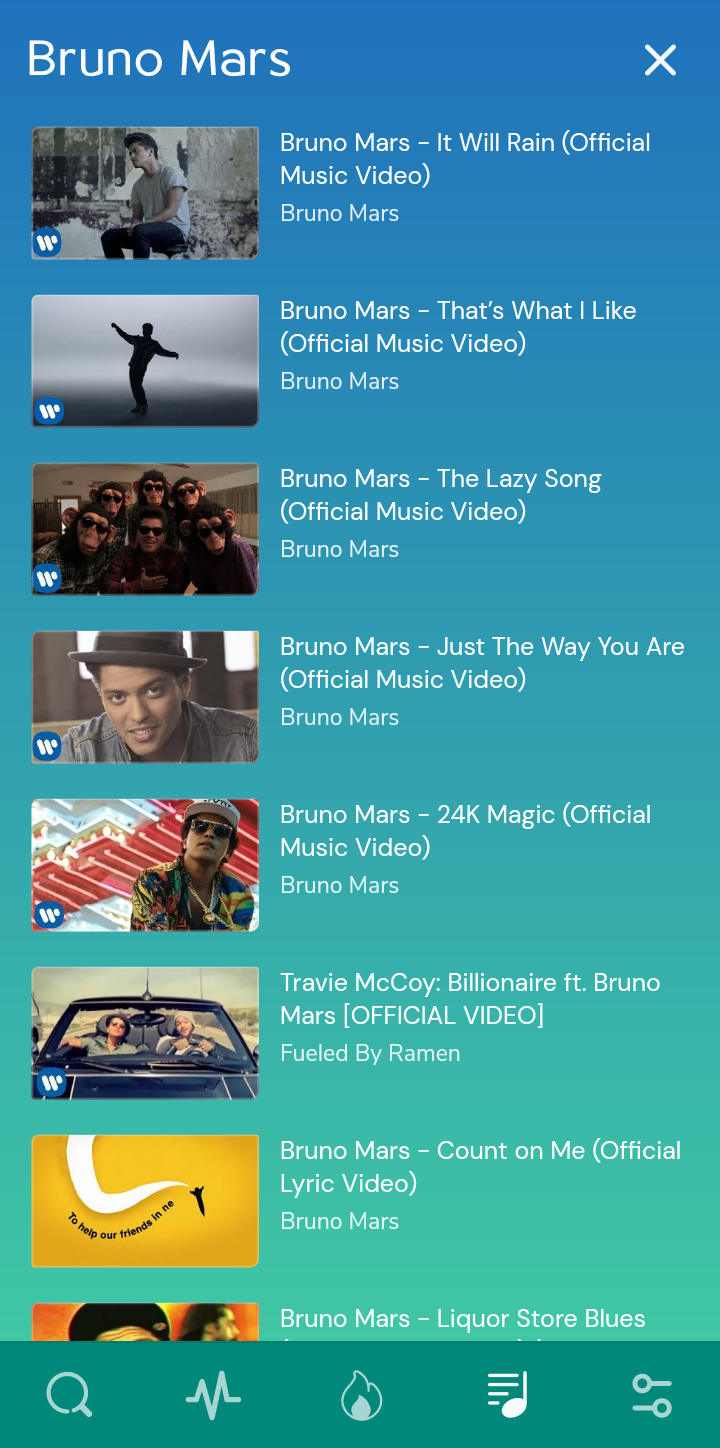 Bruno Mars
Bruno Mars - It Will Rain (Official
Music Video)
Bruno Mars
Bruno Mars - That's What I Like
(Official Music Video)
Bruno Mars
Bruno Mars - The Lazy Song
(Official Music Video)
Bruno Mars
Bruno Mars - Just The Way You Are
(Official Music Video)
Bruno Mars
Bruno Mars - 24K Magic (Official
Music Video)
Bruno Mars
Travie McCoy: Billionaire ft. Bruno
Mars [OFFICIAL VIDEO]
Fueled By Ramen
To help our friends in ne
Bruno Mars - Count on Me (Official
Lyric Video)
Bruno Mars
Bruno Mars - Liquor Store Blues